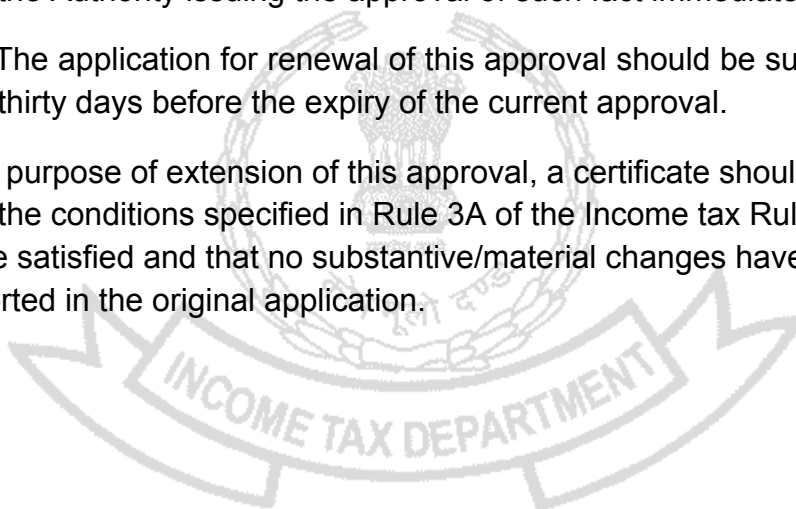 the Authority issuing the approval of such fact immediate
The application for renewal of this approval should be su
thirty days before the expiry of the current approval.
purpose of extension of this approval, a certificate shoul
the conditions specified in Rule 3A of the Income tax Rul
e satisfied and that no substantive/material changes have
rted in the original application.
INCOME TAX DEPARTMENT